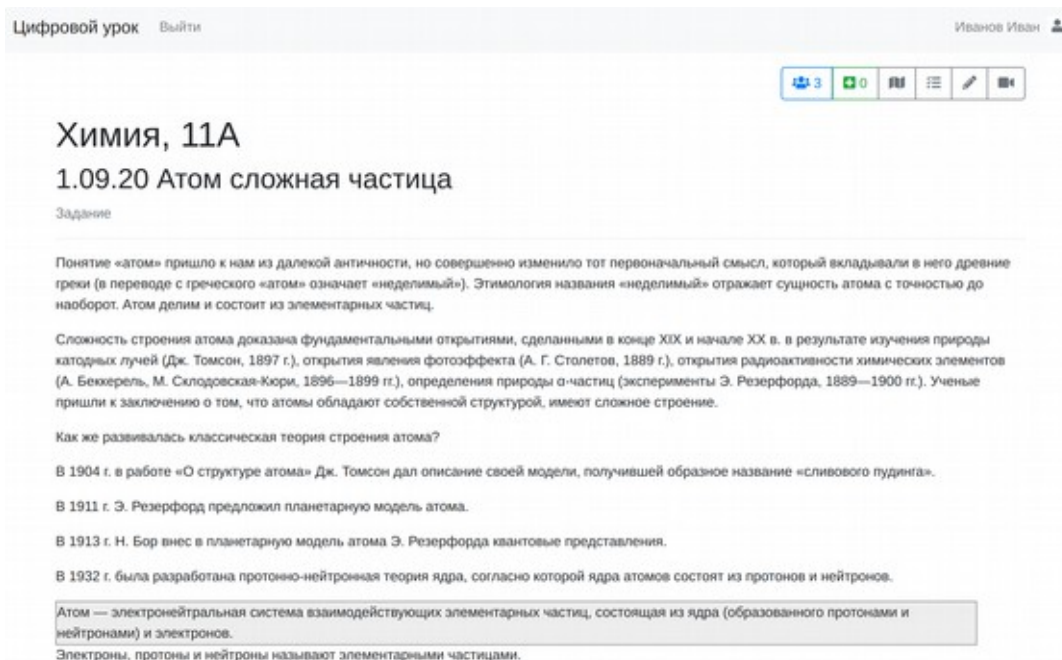 Цифровой урок Выйти Иванов Иван
3 0
Химия, 11А
1.09.20 Атом сложная частица
Задание
Понятие «атом» пришло к нам из далекой античности, но совершенно изменило тот первоначальный смысл, который вкладывали в него древние
греки (в переводе с греческого «атом» означает «неделимый»). Этимология названия «неделимый» отражает сущность атома с точностью до
наоборот. Атом делим и состоит из элементарных частиц.
Сложность строения атома доказана фундаментальными открытиями, сделанными в конце XIX и начале XX в. в результате изучения природы
катодных лучей (Дж. Томсон, 1897 г.), открытия явления фотоэффекта (А. Г. Столетов, 1889 г.), открытия радиоактивности химических элементов
(А. Беккерель, М. Склодовская-Кюри, 1896—1899 гг.), определения природы α-частиц (эксперименты Э. Резерфорда, 1889—1900 гг.). Ученые
пришли к заключению о том, что атомы обладают собственной структурой, имеют сложное строение.
Как же развивалась классическая теория строения атома?
В 1904 г. в работе «О структуре атома» Дж. Томсон дал описание своей модели, получившей образное название «сливового пудинга».
В 1911 г. Э. Резерфорд предложил планетарную модель атома.
В 1913 г. Н. Бор внес в планетарную модель атома Э. Резерфорда квантовые представления.
В 1932 г. была разработана протонно-нейтронная теория ядра, согласно которой ядра атомов состоят из протонов и нейтронов.
Атом — электронейтральная система взаимодействующих элементарных частиц, состоящая из ядра (образованного протонами и
нейтронами) и электронов.
Электроны, протоны и нейтроны называют элементарными частицами.